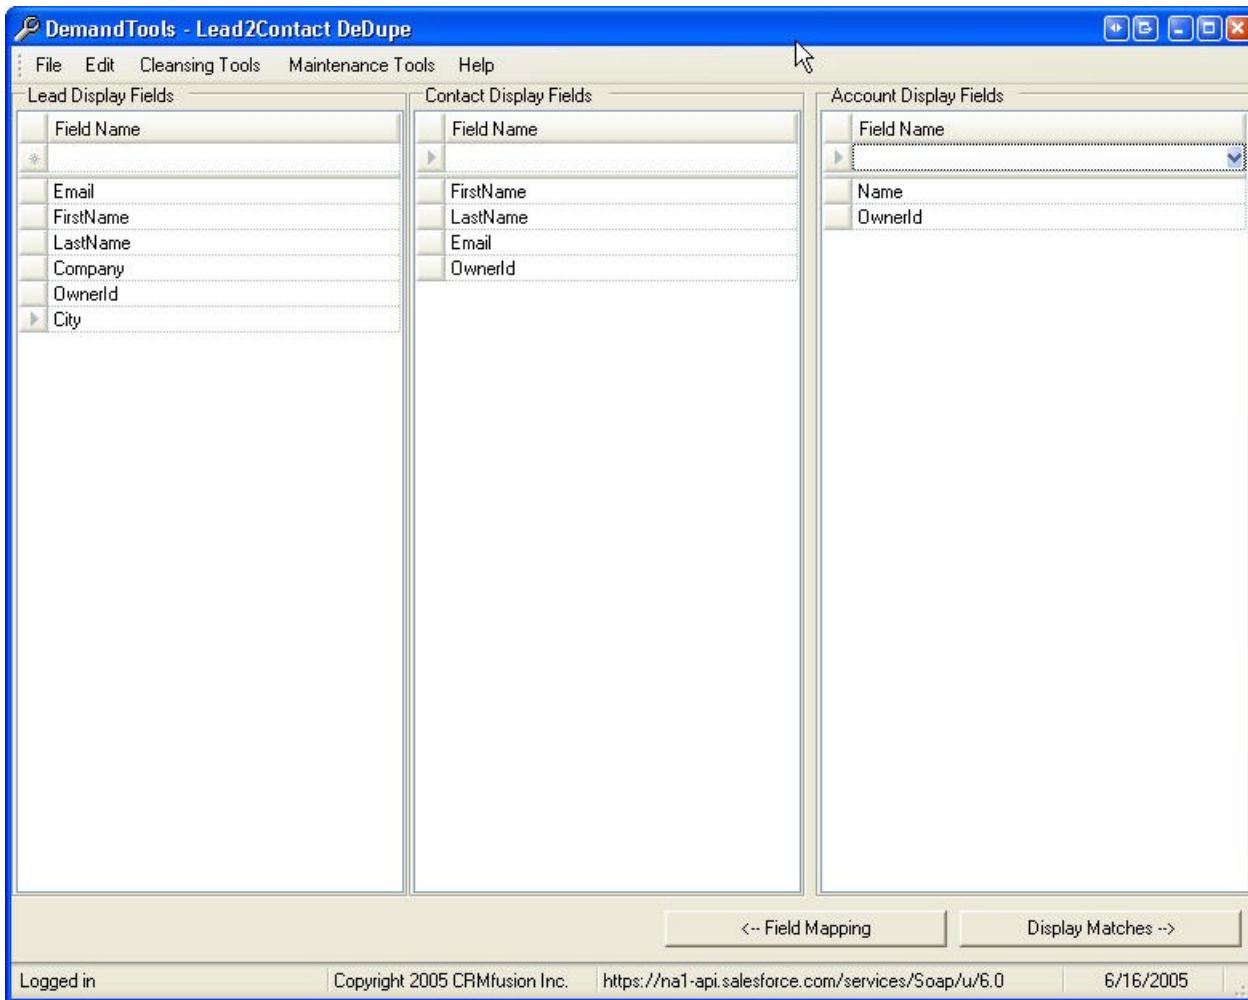 DemandTools - Lead2Contact DeDupe
File Edit Cleansing Tools Maintenance Tools Help
Lead Display Fields
Field Name
Email
FirstName
LastName
Company
OwnerId
City
Contact Display Fields
Field Name
FirstName
LastName
Email
OwnerId
Account Display Fields
Field Name
Name
OwnerId
<-- Field Mapping
Display Matches -->
Logged in
Copyright 2005 CRMfusion Inc.
https://na1-api.salesforce.com/services/Soap/u/6.0
6/16/2005